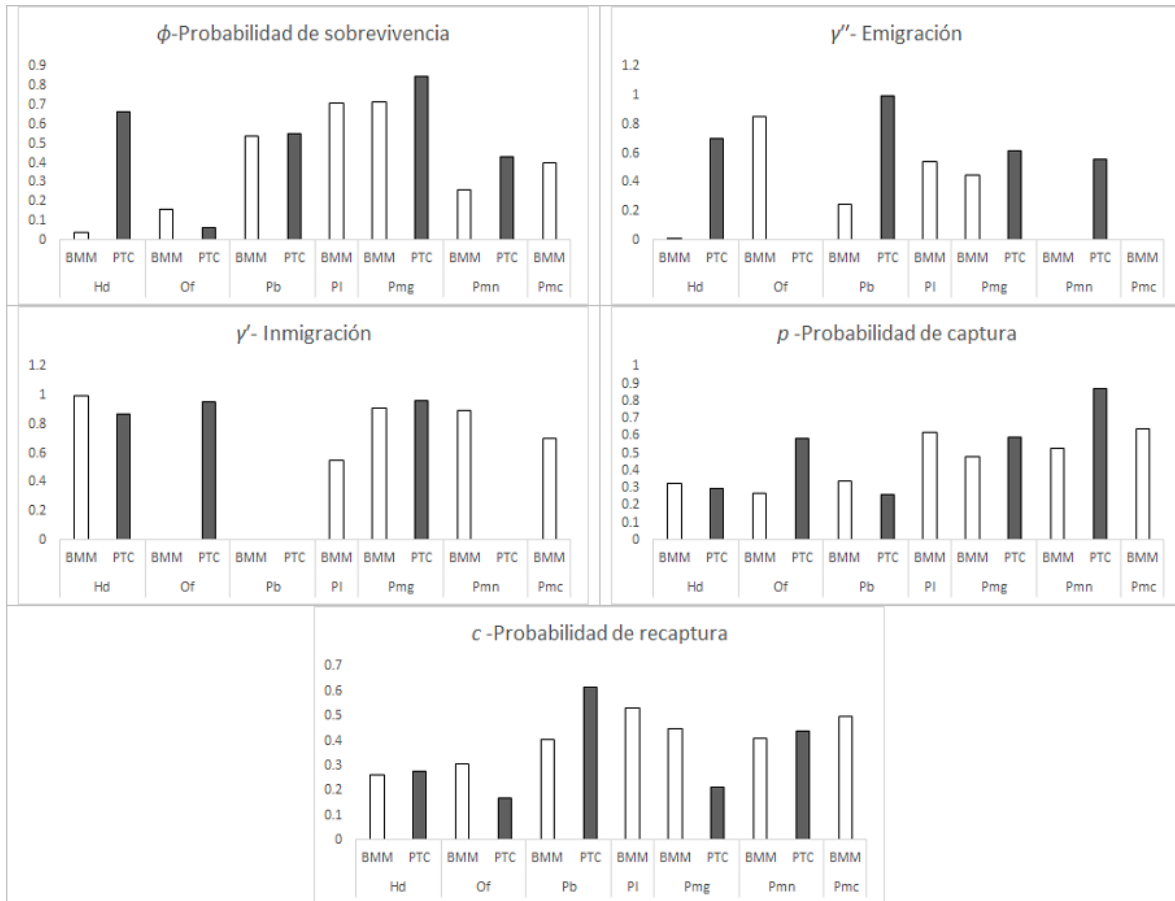 ϕ-Probabilidad de sobrevivencia
0.9
0.8
0.7
0.6
0.5
0.4
0.3
0.2
0.1
0
BMM PTC BMM PTC BMM PTC BMM BMM PTC BMM PTC BMM
Hd Of Pb Pl Pmg Pmn Pmc
γ''- Emigración
1.2
1
0.8
0.6
0.4
0.2
0
BMM PTC BMM PTC BMM PTC BMM BMM PTC BMM PTC BMM
Hd Of Pb Pl Pmg Pmn Pmc
γ'- Inmigración
1.2
1
0.8
0.6
0.4
0.2
0
BMM PTC BMM PTC BMM PTC BMM BMM PTC BMM PTC BMM
Hd Of Pb Pl Pmg Pmn Pmc
p -Probabilidad de captura
1
0.9
0.8
0.7
0.6
0.5
0.4
0.3
0.2
0.1
0
BMM PTC BMM PTC BMM PTC BMM BMM PTC BMM PTC BMM
Hd Of Pb Pl Pmg Pmn Pmc
c -Probabilidad de recaptura
0.7
0.6
0.5
0.4
0.3
0.2
0.1
0
BMM PTC BMM PTC BMM PTC BMM BMM PTC BMM PTC BMM
Hd Of Pb Pl Pmg Pmn Pmc